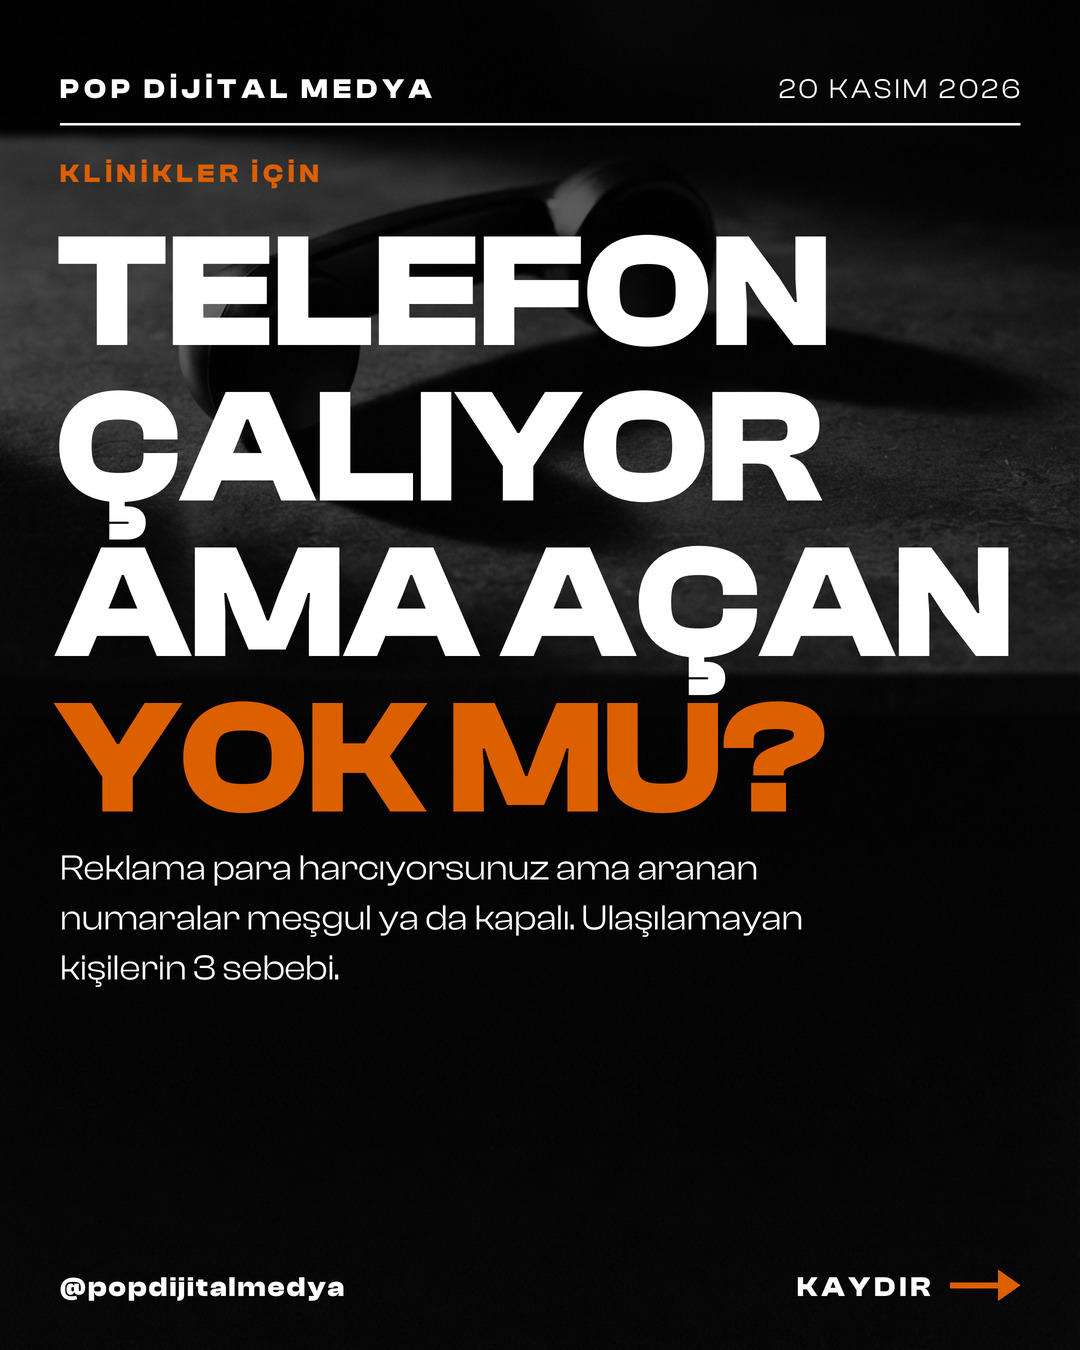 POP DİJİTAL MEDYA
20 KASIM 2026
KLİNİKLER İÇİN
TELEFON
ÇALIYOR
AMA AÇAN
YOK MU?
Reklama para harcıyorsunuz ama aranan
numaralar meşgul ya da kapalı. Ulaşılamayan
kişilerin 3 sebebi.
@popdijitalmedya
KAYDIR